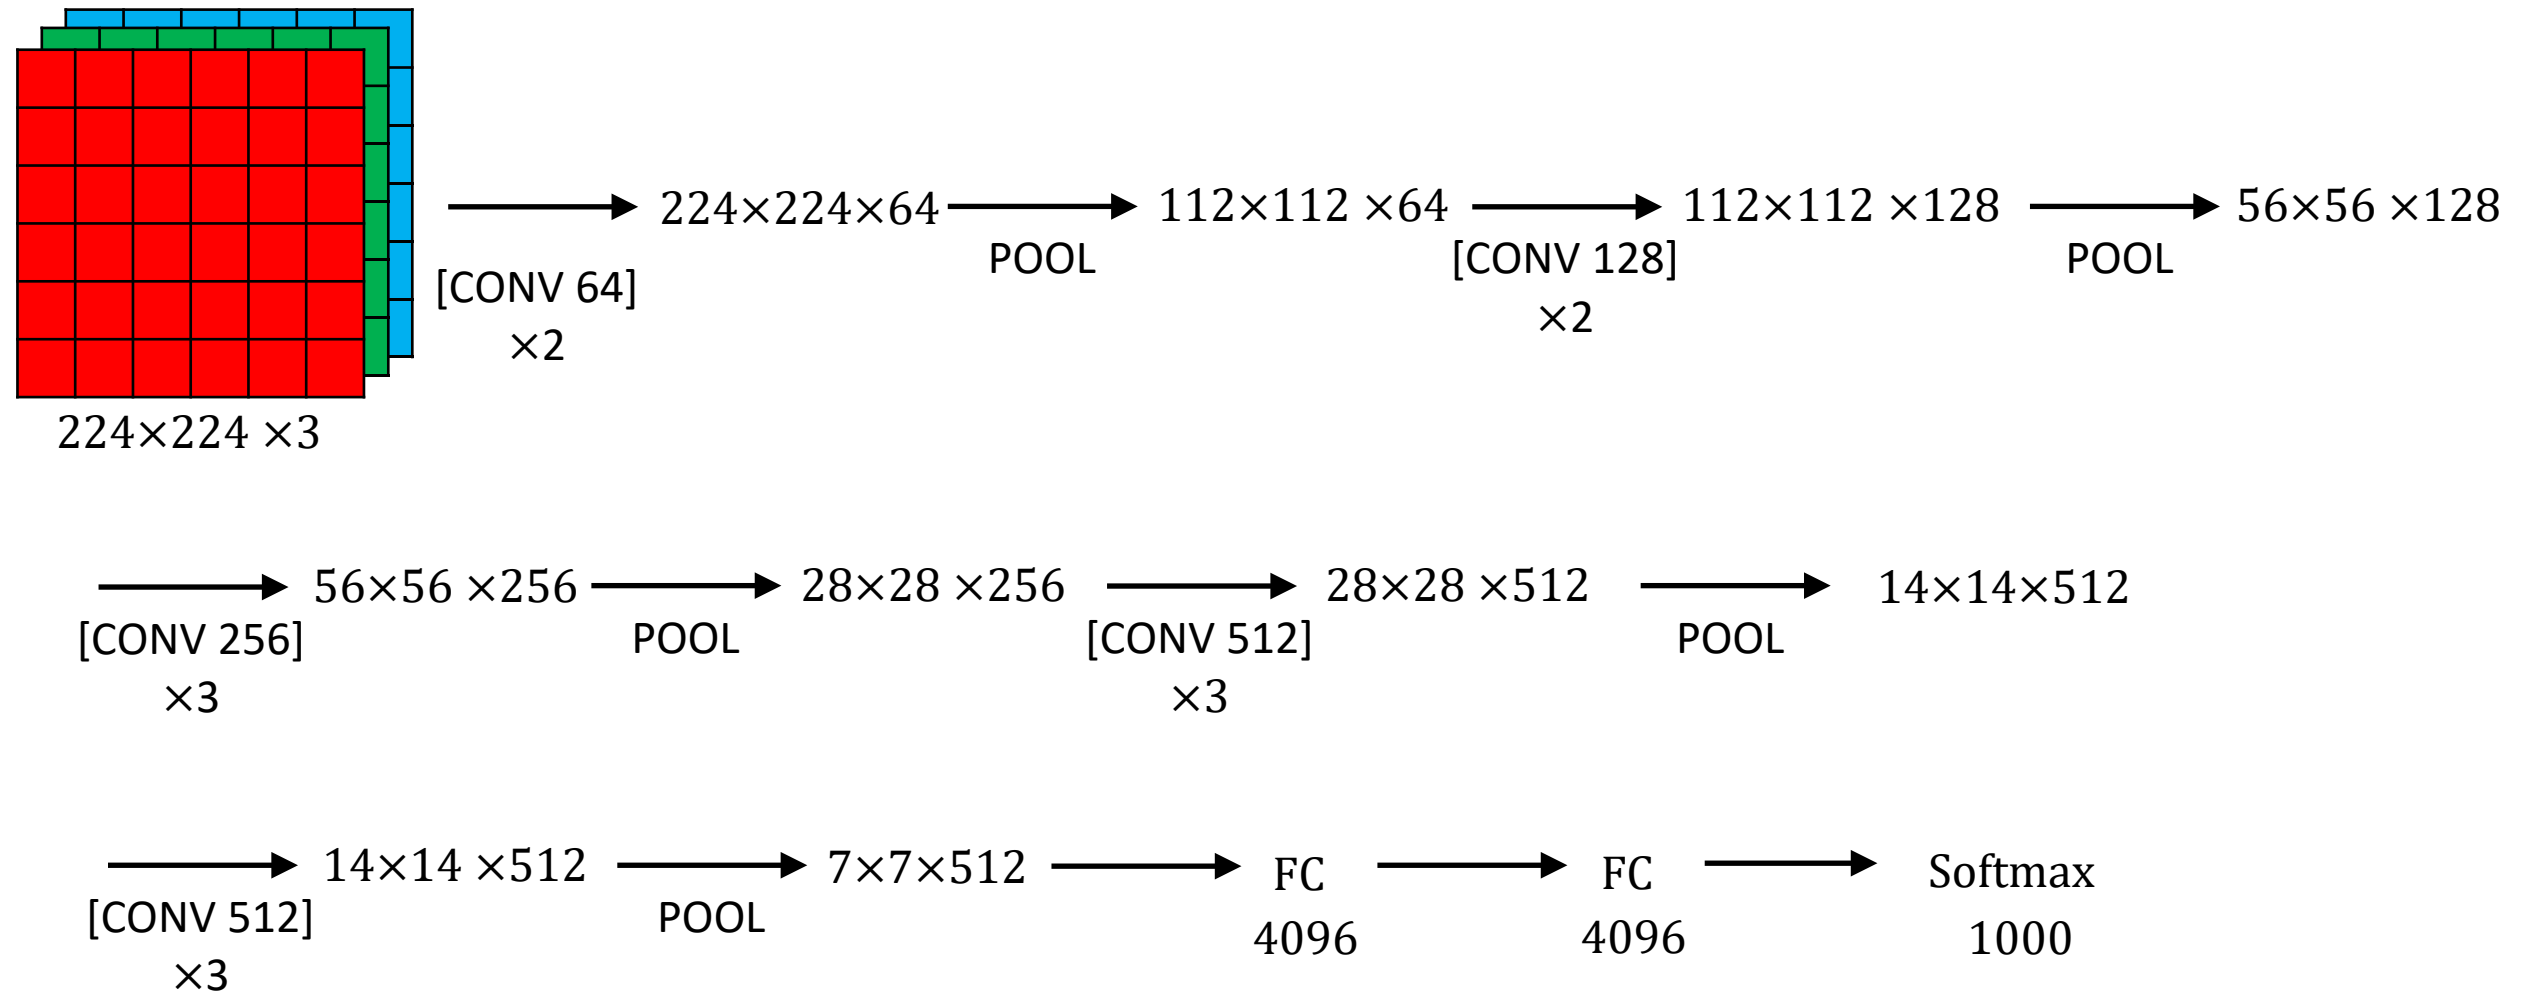 224×224 ×3
[CONV 64]
×2
224×224×64
POOL
112×112 ×64
[CONV 128]
×2
112×112 ×128
POOL
56×56 ×128
[CONV 256]
×3
56×56 ×256
POOL
28×28 ×256
[CONV 512]
×3
28×28 ×512
POOL
14×14×512
[CONV 512]
×3
14×14 ×512
POOL
7×7×512
FC
4096
FC
4096
Softmax
1000